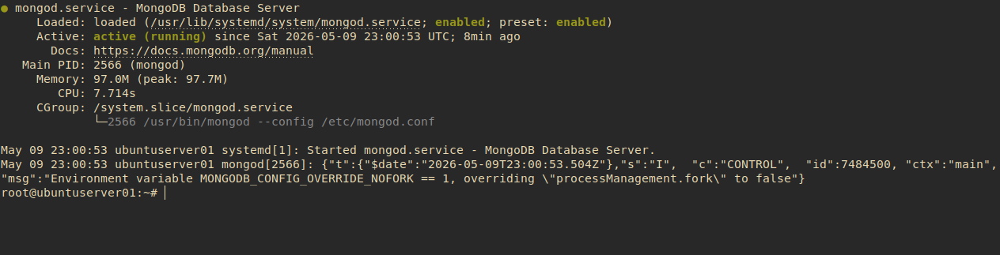 ● mongod.service - MongoDB Database Server
     Loaded: loaded (/usr/lib/systemd/system/mongod.service; enabled; preset: enabled)
     Active: active (running) since Sat 2026-05-09 23:00:53 UTC; 8min ago
       Docs: https://docs.mongodb.org/manual
   Main PID: 2566 (mongod)
     Memory: 97.0M (peak: 97.7M)
        CPU: 7.714s
     CGroup: /system.slice/mongod.service
             └─2566 /usr/bin/mongod --config /etc/mongod.conf

May 09 23:00:53 ubuntuserver01 systemd[1]: Started mongod.service - MongoDB Database Server.
May 09 23:00:53 ubuntuserver01 mongod[2566]: {"t":{"$date":"2026-05-09T23:00:53.504Z"},"s":"I",  "c":"CONTROL",  "id":7484500, "ctx":"main",
"msg":"Environment variable MONGODB_CONFIG_OVERRIDE_NOFORK == 1, overriding \"processManagement.fork\" to false"}
root@ubuntuserver01:~#